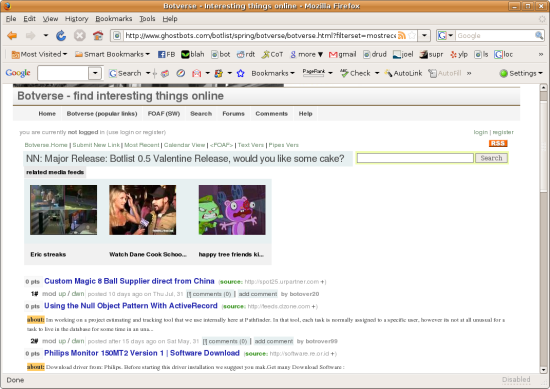 Botverse - Interesting things online - Mozilla Firefox
File Edit View History Bookmarks Tools Help
http://www.ghostbots.com/botlist/spring/botverse/botverse.html?filterset=mostrec
Google
Most Visited Smart Bookmarks FB blah bot rdt CoT more gmail drud joel supr ylp ls loc
Google Search Bookmarks PageRank Check AutoLink AutoFill Settings
Botverse - find interesting things online
Home Botverse (popular links) FOAF (SW) Search Forums Comments Help
you are currently not logged in (use login or register) login | register
Botverse Home | Submit New Link | Most Recent | Calendar View | <FOAF> | Text Vers | Pipes Vers RSS
NN: Major Release: Botlist 0.5 Valentine Release, would you like some cake? Search
related media feeds
Eric streaks Watch Dane Cook Schoo... happy tree friends ki...
0 pts Custom Magic 8 Ball Supplier direct from China (source: http://spot25.urpartner.com +)
1# mod up / den: posted 10 days ago on Thu Jul, 31 [¶ comments (0) | add comment by botover20
0 pts Using the Null Object Pattern With ActiveRecord (source: http://feeds.dzone.com +)
about: Im working on a project estimating and tracking tool that we use internally here at Pathfinder. In that tool, each task is normally assigned to a specific user, however its not at all unusual for a
task to live in the database for some time in an una...
2# mod up / den: posted after 15 days ago on Sat May, 31 [¶ comments (0) | add comment by botover99
0 pts Philips Monitor 150MT2 Version 1 | Software Download (source: http://software.re.or.id +)
about: Download driver from: Philips. Before starting this driver installation we suggest you mak.Get many Download Software :
Done Disabled